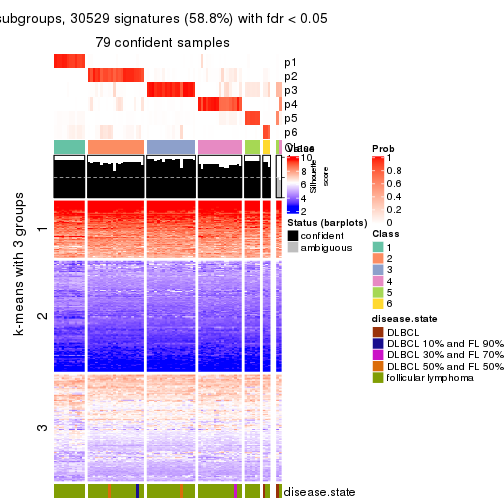 subgroups, 30529 signatures (58.8%) with fdr < 0.05
79 confident samples
p1
p2
p3
p4
p5
p6
Class
Value
10
8
6
4
2
Silhouette
score
Status (barplots)
confident
ambiguous
Prob
1
0.8
0.6
0.4
0.2
0
Class
1
2
3
4
5
6
disease.state
DLBCL
DLBCL 10% and FL 90%
DLBCL 30% and FL 70%
DLBCL 50% and FL 50%
follicular lymphoma
k-means with 3 groups
1
2
3
disease.state